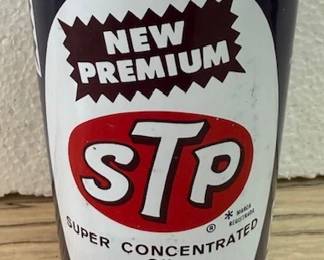 NEW
PREMIUM
STP
® * MARCA
REGISTRADA
SUPER CONCENTRATED